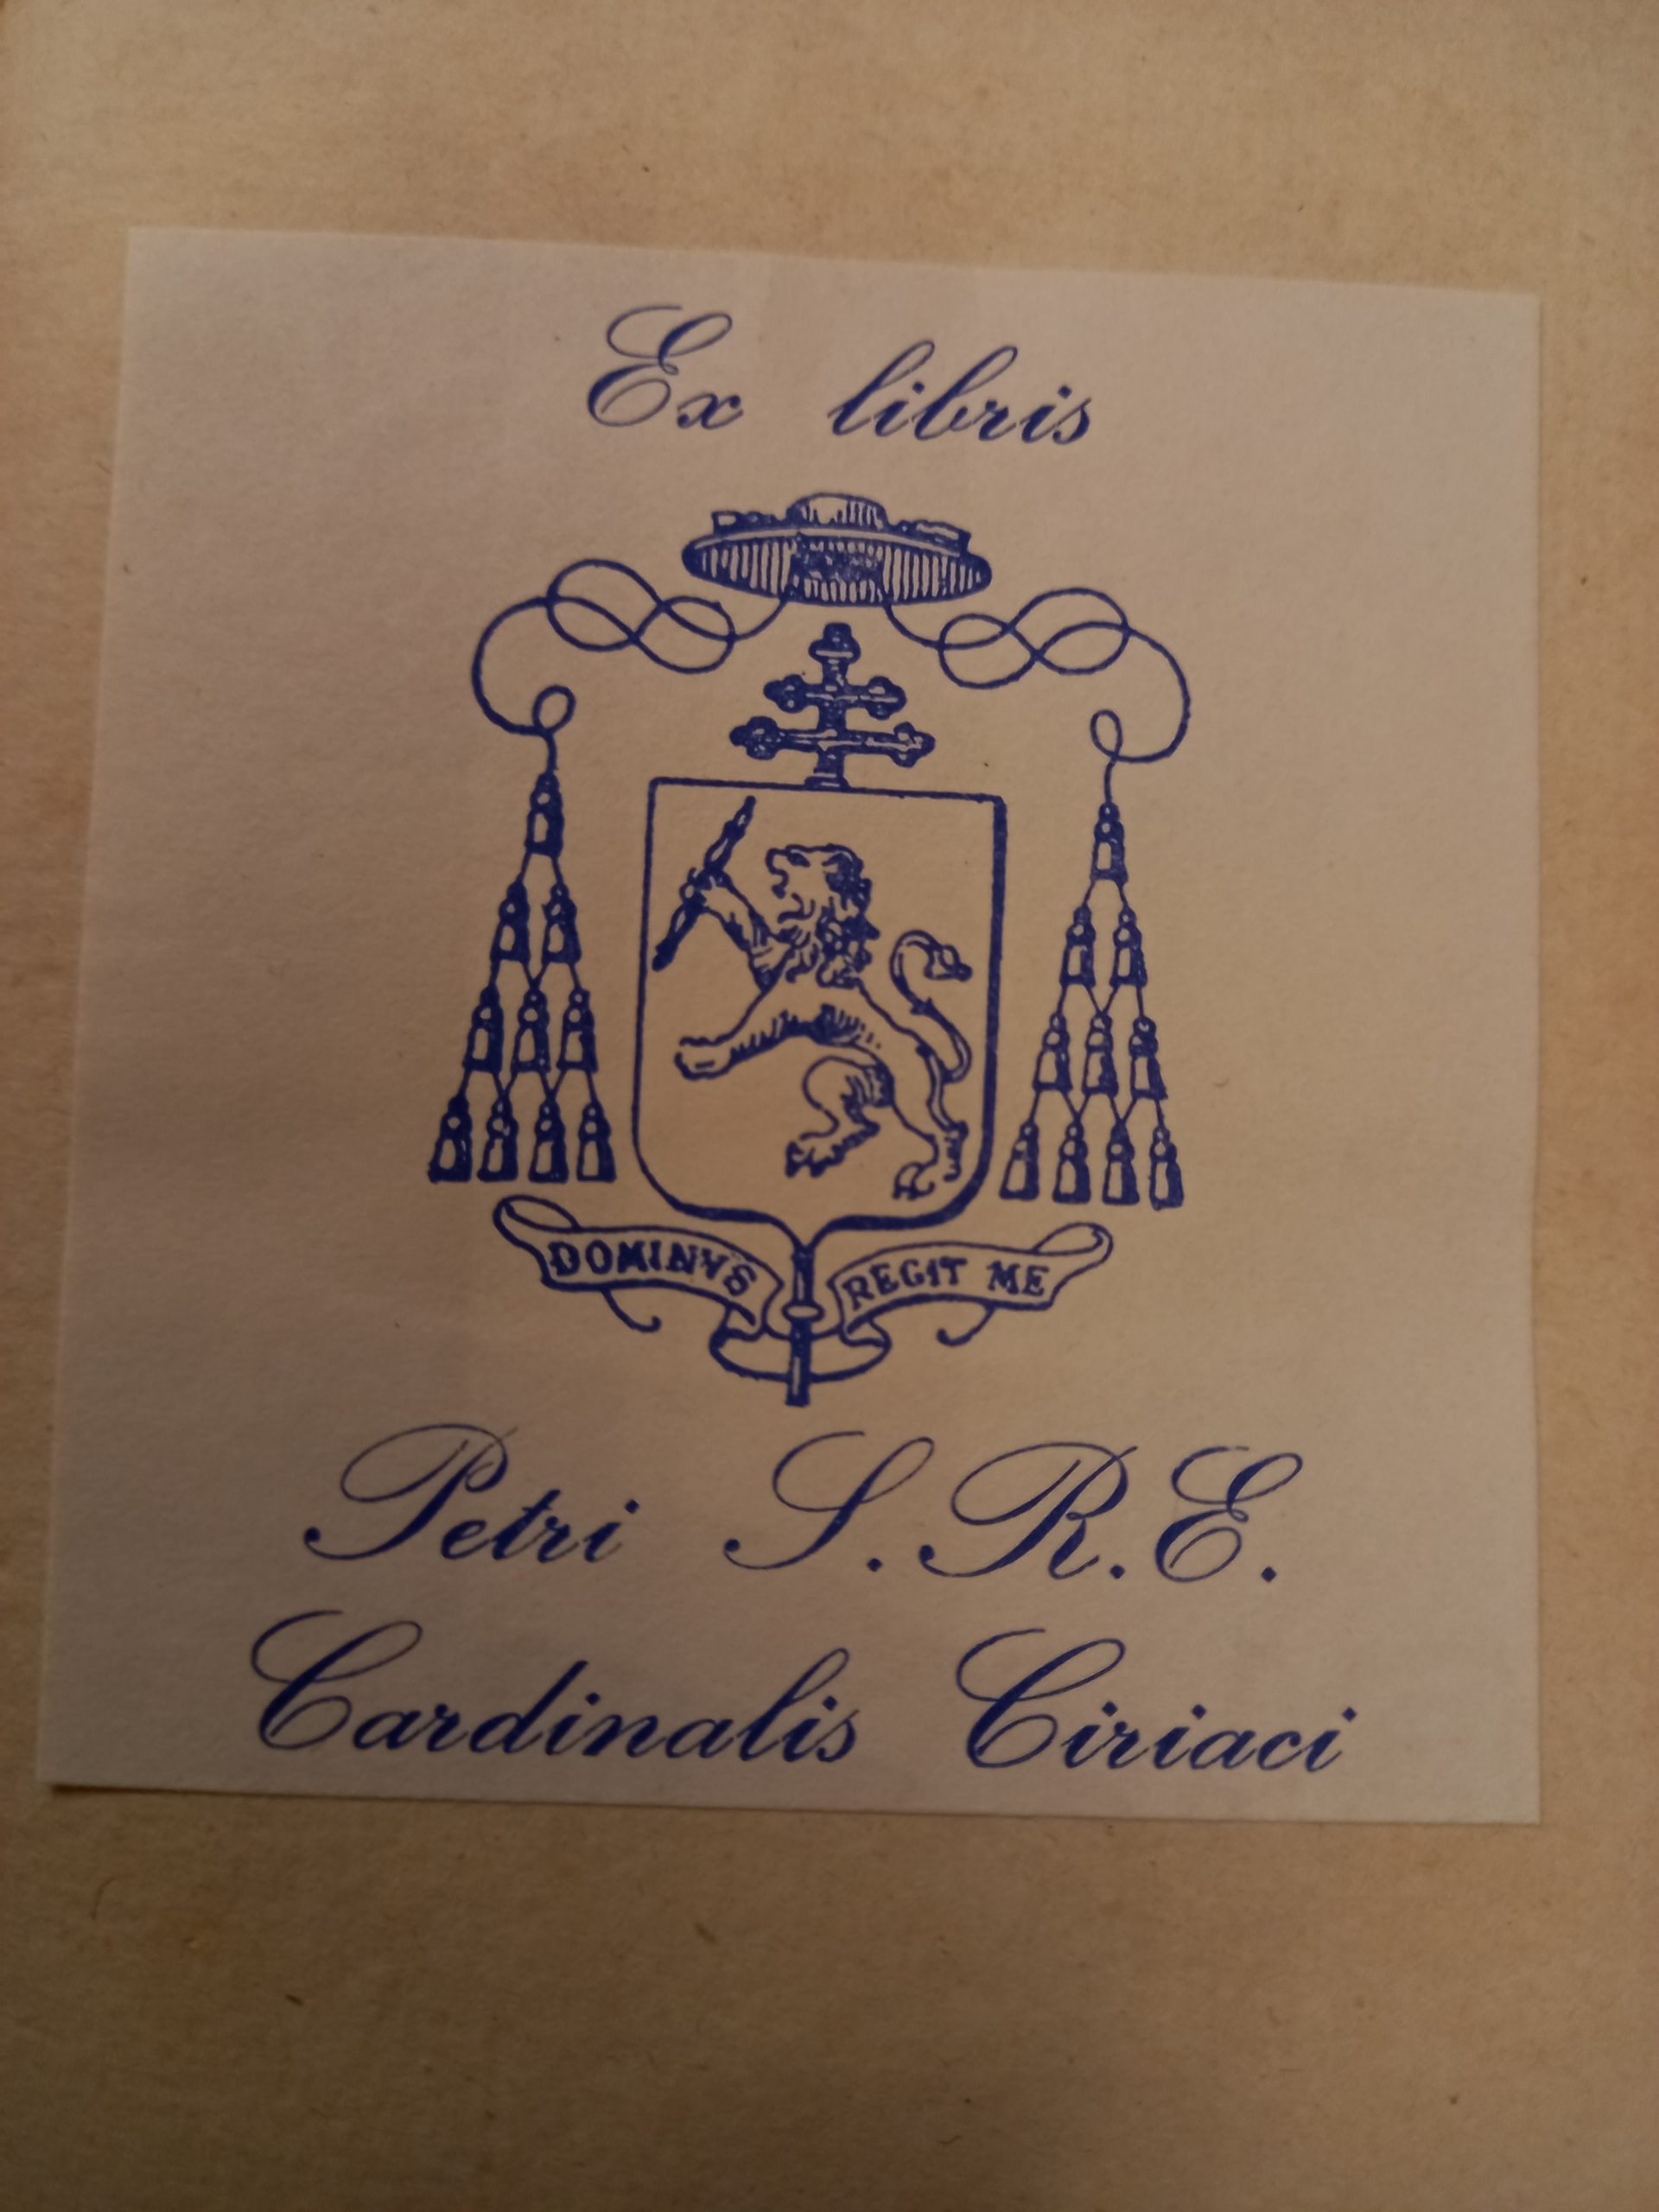 Ex libris
DOMINVS REGIT ME
Petri S.R.E.
Cardinalis Ciriaci